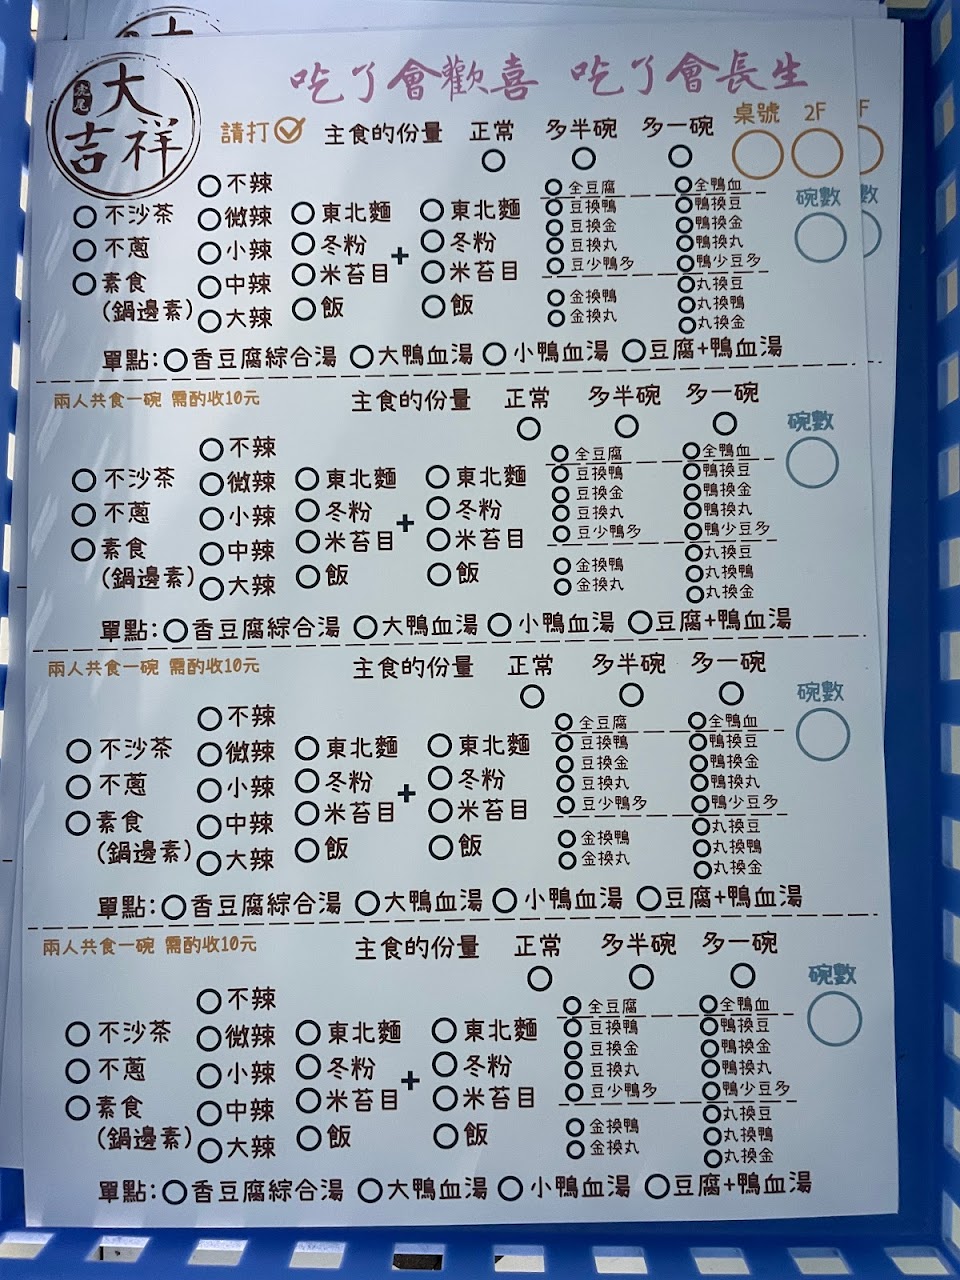 吃了會歡喜 吃了會長生
虎尾 大吉祥
請打✓ 主食的份量 正常 多半碗 多一碗 桌號 2F
F
不辣 全豆腐 全鴨血 碗數
數
不沙茶 微辣 東北麵 東北麵 豆換鴨 鴨換豆
豆換金 鴨換金
不蔥 小辣 冬粉 + 冬粉 豆換丸 鴨換丸
素食 中辣 米苔目 米苔目 豆少鴨多 鴨少豆多
丸換豆
(鍋邊素) 大辣 飯 飯 金換鴨 丸換鴨
金換丸 丸換金
單點: 香豆腐綜合湯 大鴨血湯 小鴨血湯 豆腐+鴨血湯
兩人共食一碗 需酌收10元 主食的份量 正常 多半碗 多一碗
碗數
不辣 全豆腐 全鴨血
不沙茶 微辣 東北麵 東北麵 豆換鴨 鴨換豆
豆換金 鴨換金
不蔥 小辣 冬粉 + 冬粉 豆換丸 鴨換丸
素食 中辣 米苔目 米苔目 豆少鴨多 鴨少豆多
丸換豆
(鍋邊素) 大辣 飯 飯 金換鴨 丸換鴨
金換丸 丸換金
單點: 香豆腐綜合湯 大鴨血湯 小鴨血湯 豆腐+鴨血湯
兩人共食一碗 需酌收10元 主食的份量 正常 多半碗 多一碗
碗數
不辣 全豆腐 全鴨血
不沙茶 微辣 東北麵 東北麵 豆換鴨 鴨換豆
豆換金 鴨換金
不蔥 小辣 冬粉 + 冬粉 豆換丸 鴨換丸
素食 中辣 米苔目 米苔目 豆少鴨多 鴨少豆多
丸換豆
(鍋邊素) 大辣 飯 飯 金換鴨 丸換鴨
金換丸 丸換金
單點: 香豆腐綜合湯 大鴨血湯 小鴨血湯 豆腐+鴨血湯
兩人共食一碗 需酌收10元 主食的份量 正常 多半碗 多一碗
碗數
不辣 全豆腐 全鴨血
不沙茶 微辣 東北麵 東北麵 豆換鴨 鴨換豆
豆換金 鴨換金
不蔥 小辣 冬粉 + 冬粉 豆換丸 鴨換丸
素食 中辣 米苔目 米苔目 豆少鴨多 鴨少豆多
丸換豆
(鍋邊素) 大辣 飯 飯 金換鴨 丸換鴨
金換丸 丸換金
單點: 香豆腐綜合湯 大鴨血湯 小鴨血湯 豆腐+鴨血湯